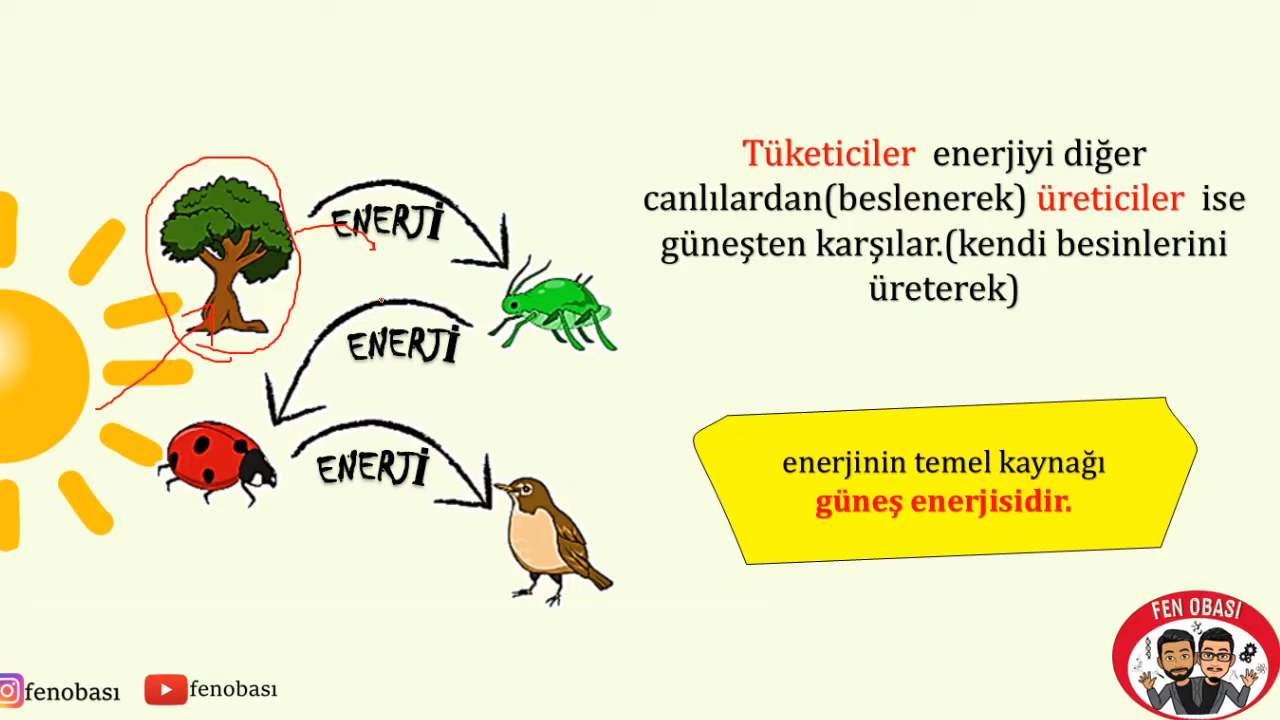 Tüketiciler enerjiyi diğer
canlılardan(beslenerek) üreticiler ise
güneşten karşılar.(kendi besinlerini
üreterek)
ENERJİ
ENERJİ
ENERJİ
enerjinin temel kaynağı
güneş enerjisidir.
FEN OBASI
fenobası
fenobası